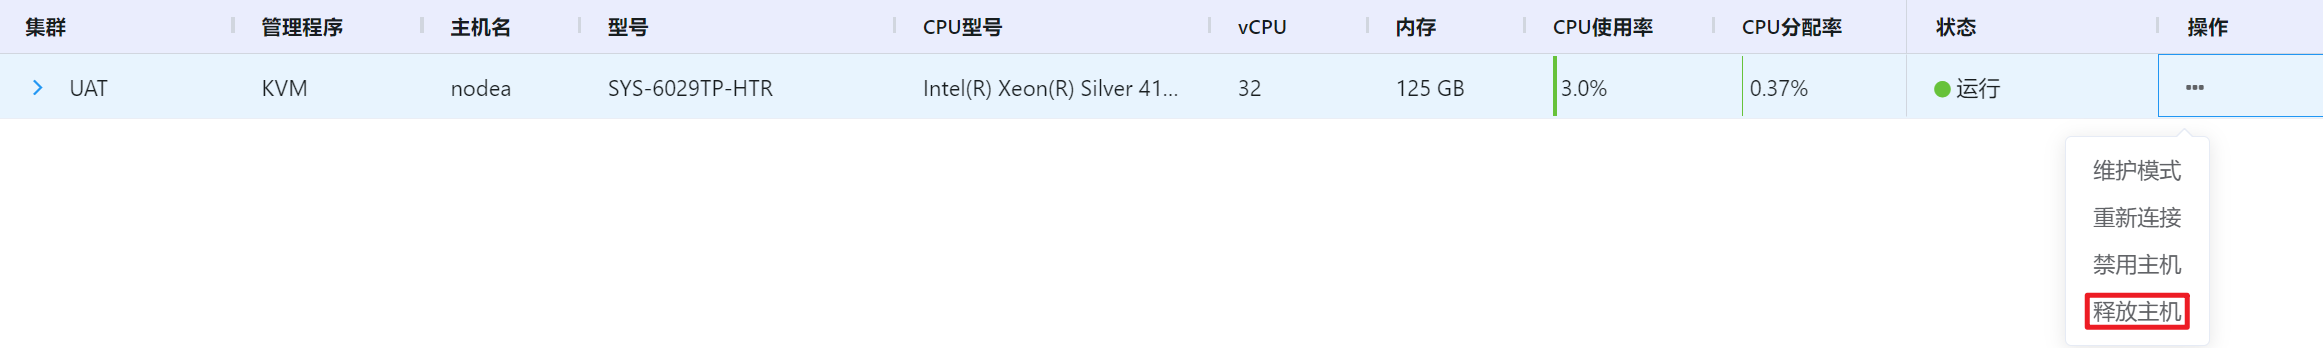 集群 管理程序 主机名 型号 CPU型号 vCPU 内存 CPU使用率 CPU分配率 状态 操作
UAT KVM nodea SYS-6029TP-HTR Intel(R) Xeon(R) Silver 41... 32 125 GB 3.0% 0.37% 运行 •••
维护模式
重新连接
禁用主机
释放主机